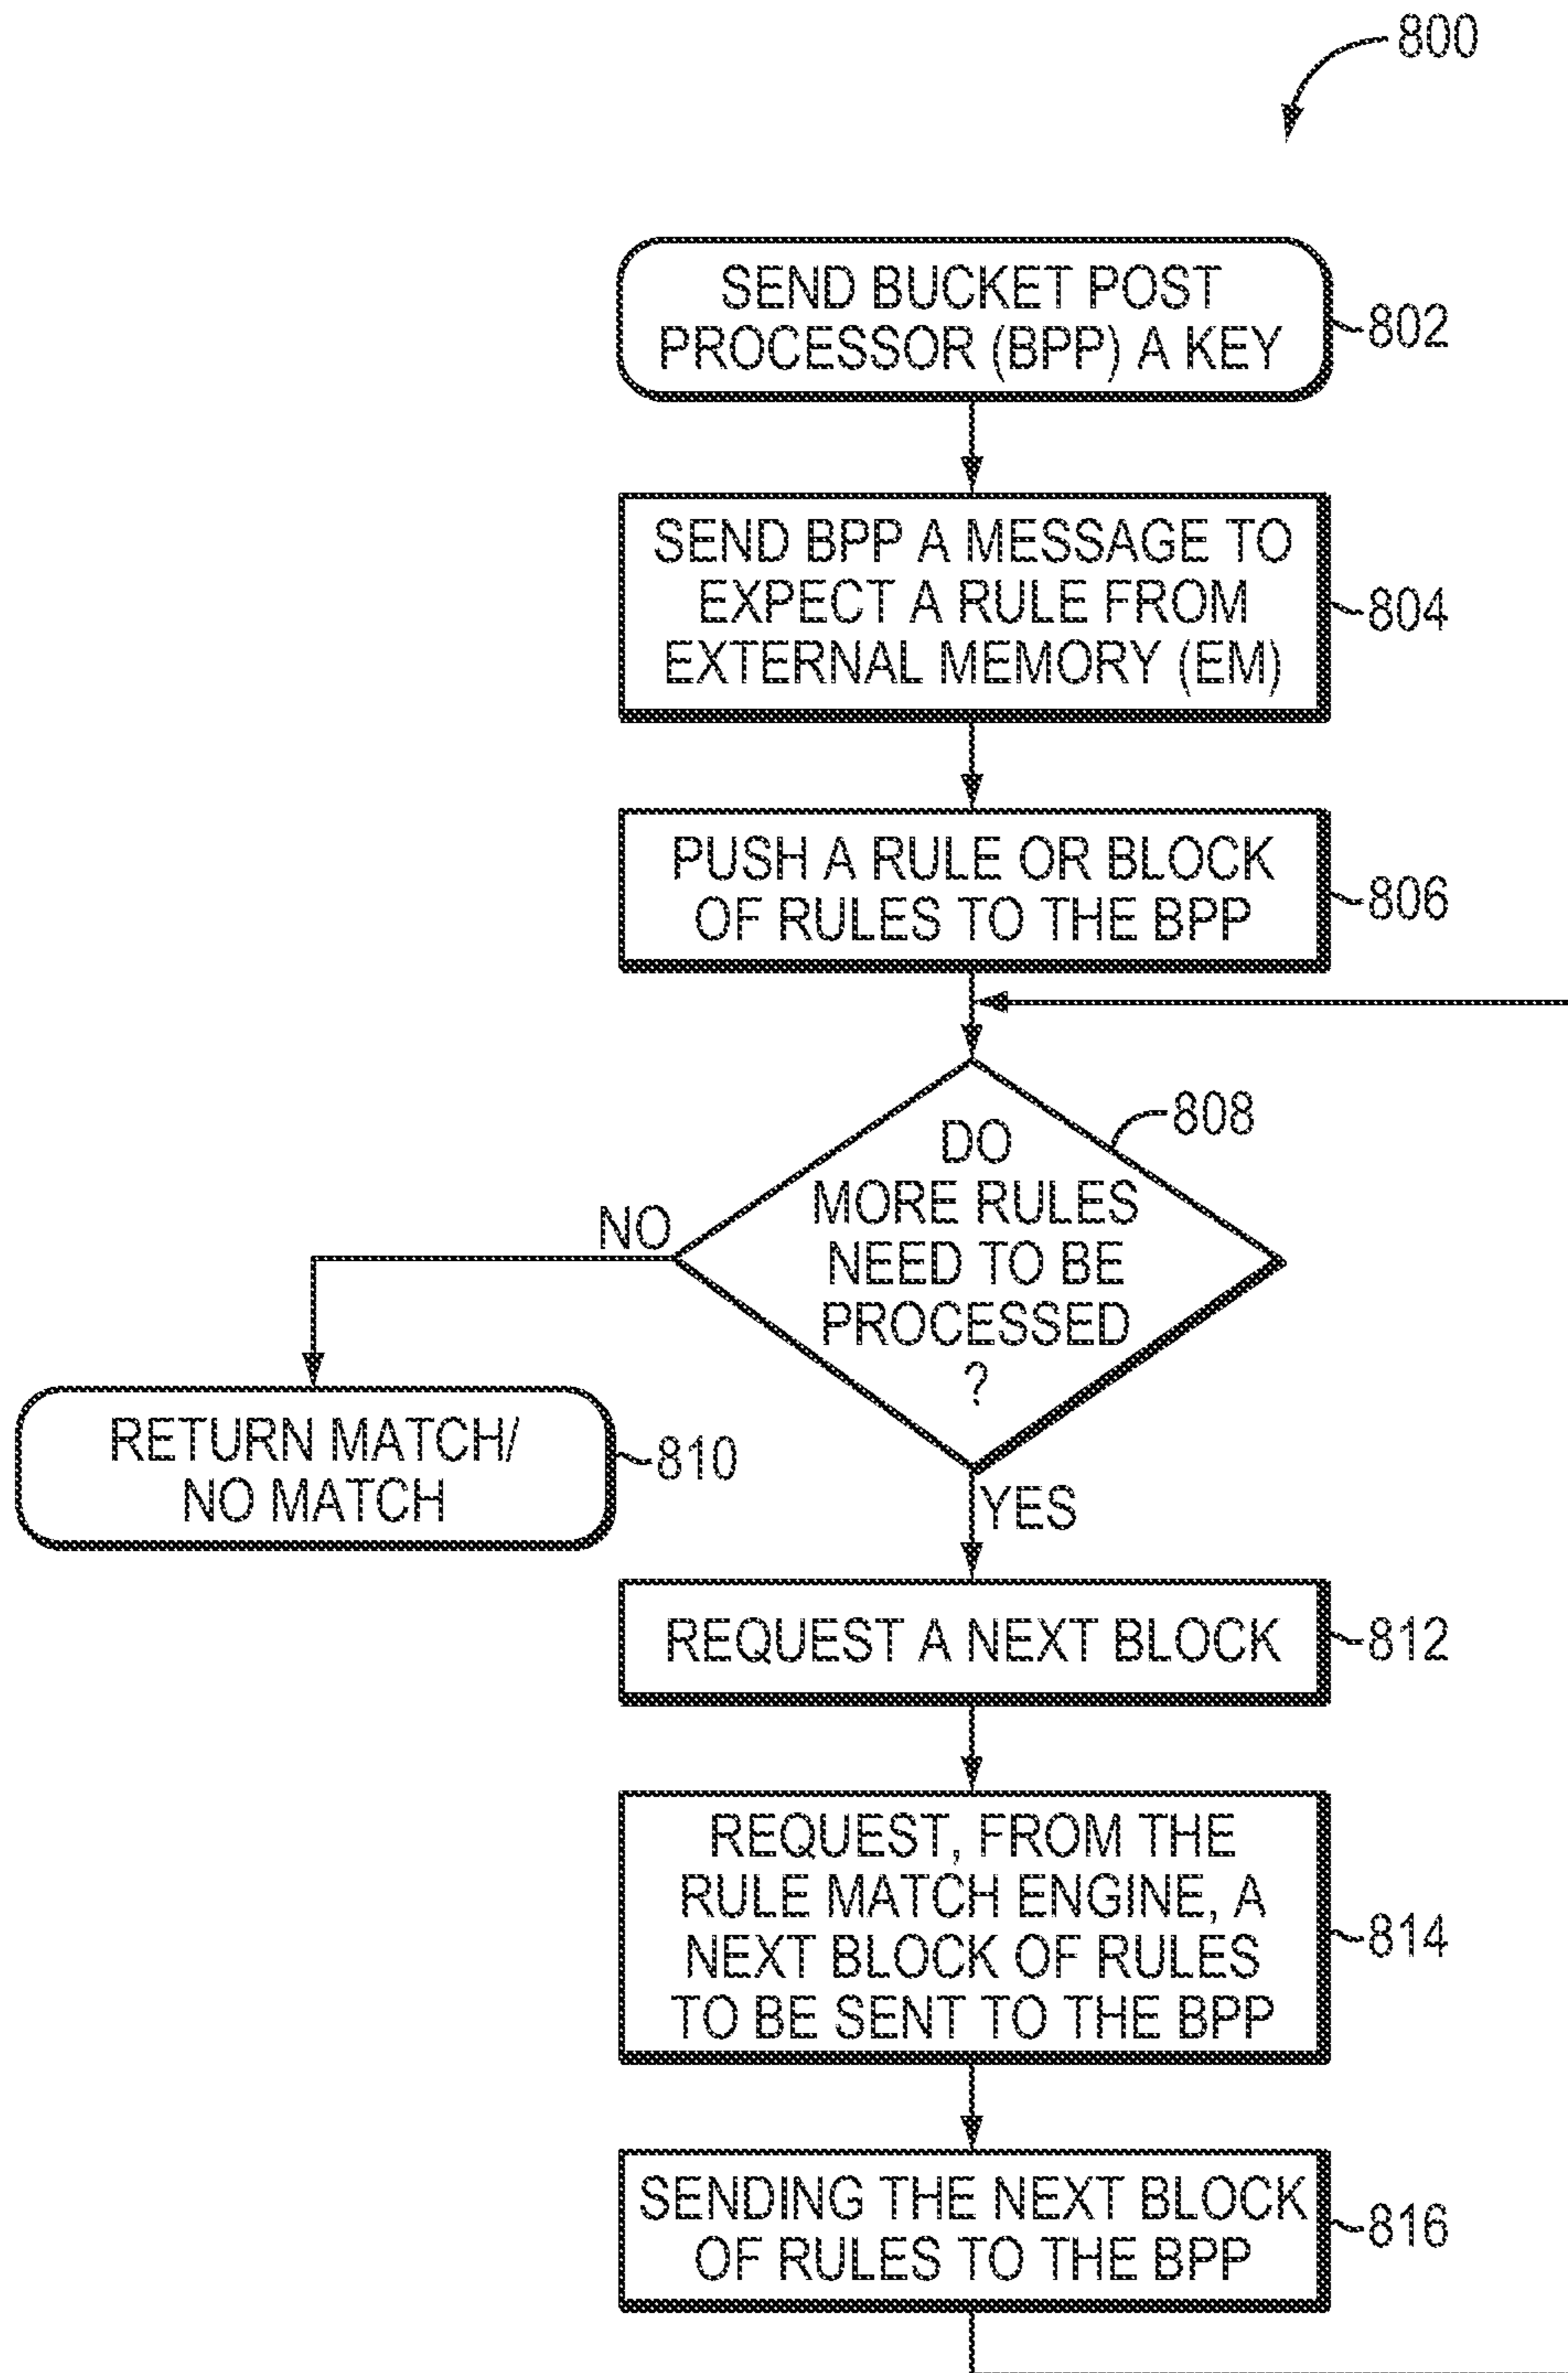 800
SEND BUCKET POST
PROCESSOR (BPP) A KEY
802
SEND BPP A MESSAGE TO
EXPECT A RULE FROM
EXTERNAL MEMORY (EM)
804
PUSH A RULE OR BLOCK
OF RULES TO THE BPP
806
DO
MORE RULES
NEED TO BE
PROCESSED
?
808
NO
RETURN MATCH/
NO MATCH
810
YES
REQUEST A NEXT BLOCK
812
REQUEST, FROM THE
RULE MATCH ENGINE, A
NEXT BLOCK OF RULES
TO BE SENT TO THE BPP
814
SENDING THE NEXT BLOCK
OF RULES TO THE BPP
816